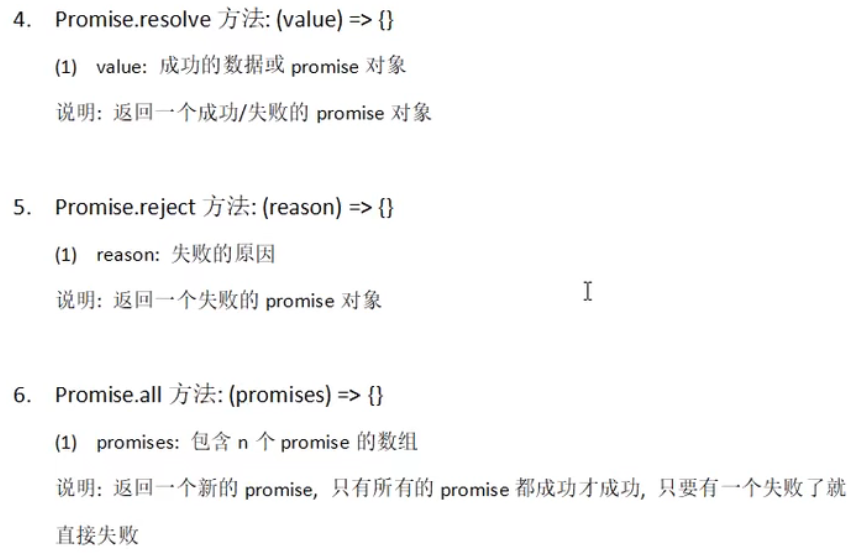 4. Promise.resolve 方法: (value) => {}
(1) value: 成功的数据或 promise 对象
说明: 返回一个成功/失败的 promise 对象
5. Promise.reject 方法: (reason) => {}
(1) reason: 失败的原因
说明: 返回一个失败的 promise 对象
6. Promise.all 方法: (promises) => {}
(1) promises: 包含 n 个 promise 的数组
说明: 返回一个新的 promise, 只有所有的 promise 都成功才成功, 只要有一个失败了就
直接失败